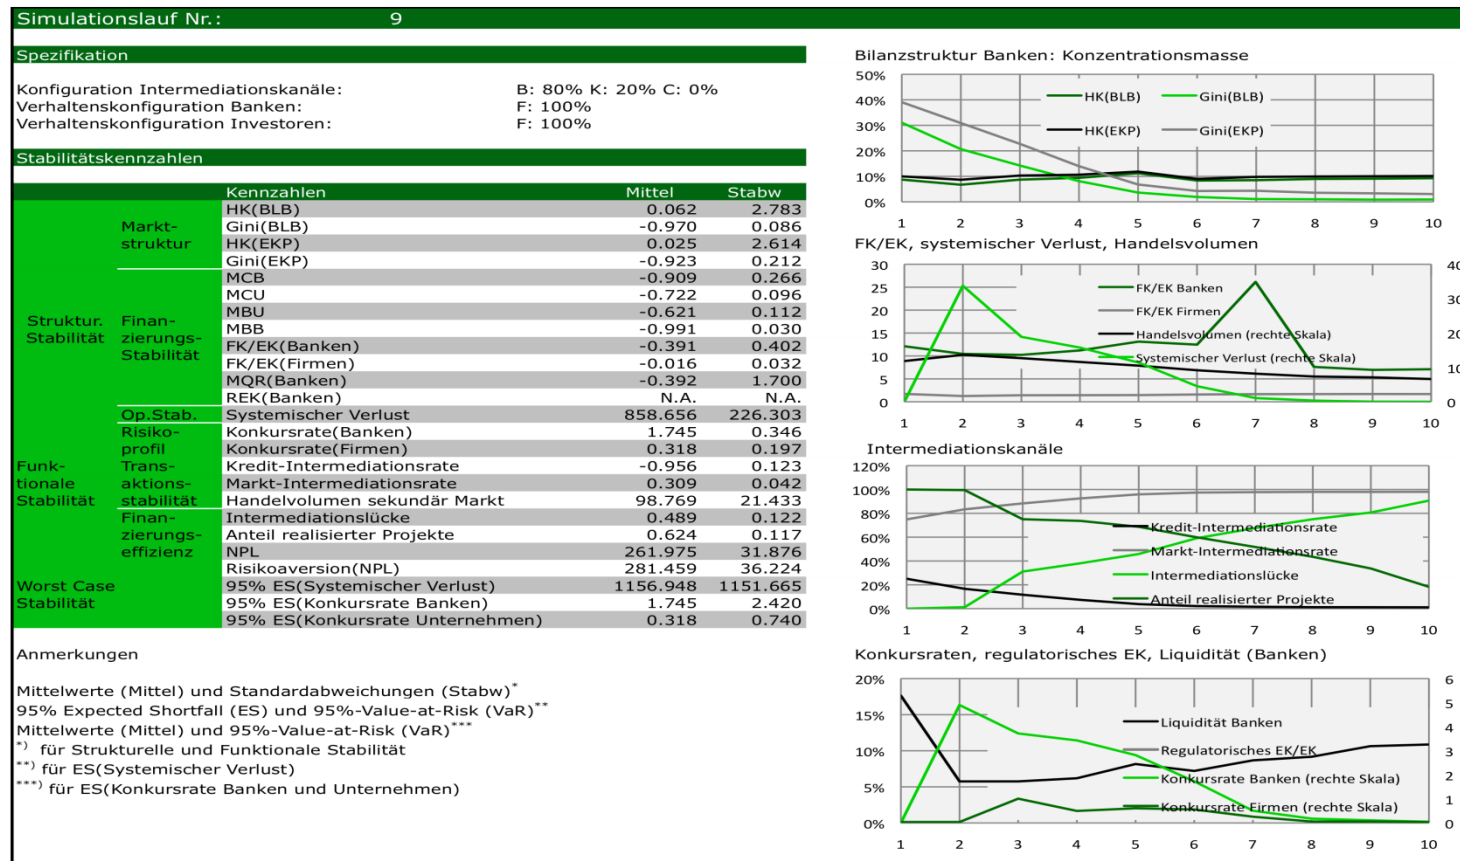 Simulationslauf Nr.: 9
Spezifikation
Konfiguration Intermediationskanäle: B: 80% K: 20% C: 0%
Verhaltenskonfiguration Banken: F: 100%
Verhaltenskonfiguration Investoren: F: 100%
Stabilitätskennzahlen
Kennzahlen Mittel Stabw
Struktur. Stabilität
Markt-struktur
HK(BLB) 0.062 2.783
Gini(BLB) -0.970 0.086
HK(EKP) 0.025 2.614
Gini(EKP) -0.923 0.212
Finan-zierungs-Stabilität
MCB -0.909 0.266
MCU -0.722 0.096
MBU -0.621 0.112
MBB -0.991 0.030
FK/EK(Banken) -0.391 0.402
FK/EK(Firmen) -0.016 0.032
MQR(Banken) -0.392 1.700
REK(Banken) N.A. N.A.
Op.Stab. Systemischer Verlust 858.656 226.303
Funk-tionale Stabilität
Risiko-profil
Konkursrate(Banken) 1.745 0.346
Konkursrate(Firmen) 0.318 0.197
Trans-aktions-stabilität
Kredit-Intermediationsrate -0.956 0.123
Markt-Intermediationsrate 0.309 0.042
Handelvolumen sekundär Markt 98.769 21.433
Finan-zierungs-effizienz
Intermediationslücke 0.489 0.122
Anteil realisierter Projekte 0.624 0.117
NPL 261.975 31.876
Risikoaversion(NPL) 281.459 36.224
Worst Case Stabilität
95% ES(Systemischer Verlust) 1156.948 1151.665
95% ES(Konkursrate Banken) 1.745 2.420
95% ES(Konkursrate Unternehmen) 0.318 0.740
Anmerkungen
Mittelwerte (Mittel) und Standardabweichungen (Stabw)*
95% Expected Shortfall (ES) und 95%-Value-at-Risk (VaR)**
Mittelwerte (Mittel) und 95%-Value-at-Risk (VaR)***
*) für Strukturelle und Funktionale Stabilität
**) für ES(Systemischer Verlust)
***) für ES(Konkursrate Banken und Unternehmen)
Bilanzstruktur Banken: Konzentrationsmasse
50%
40%
30%
20%
10%
0%
HK(BLB) Gini(BLB)
HK(EKP) Gini(EKP)
1 2 3 4 5 6 7 8 9 10
FK/EK, systemischer Verlust, Handelsvolumen
30 40
25 30
20
15 20
10 10
5
0 0
FK/EK Banken
FK/EK Firmen
Handelsvolumen (rechte Skala)
Systemischer Verlust (rechte Skala)
1 2 3 4 5 6 7 8 9 10
Intermediationskanäle
120%
100%
80%
60%
40%
20%
0%
Kredit-Intermediationsrate
Markt-Intermediationsrate
Intermediationslücke
Anteil realisierter Projekte
1 2 3 4 5 6 7 8 9 10
Konkursraten, regulatorisches EK, Liquidität (Banken)
20% 6
15% 5
10% 4
5% 3
0% 2
1
0
Liquidität Banken
Regulatorisches EK/EK
Konkursrate Banken (rechte Skala)
Konkursrate Firmen (rechte Skala)
1 2 3 4 5 6 7 8 9 10